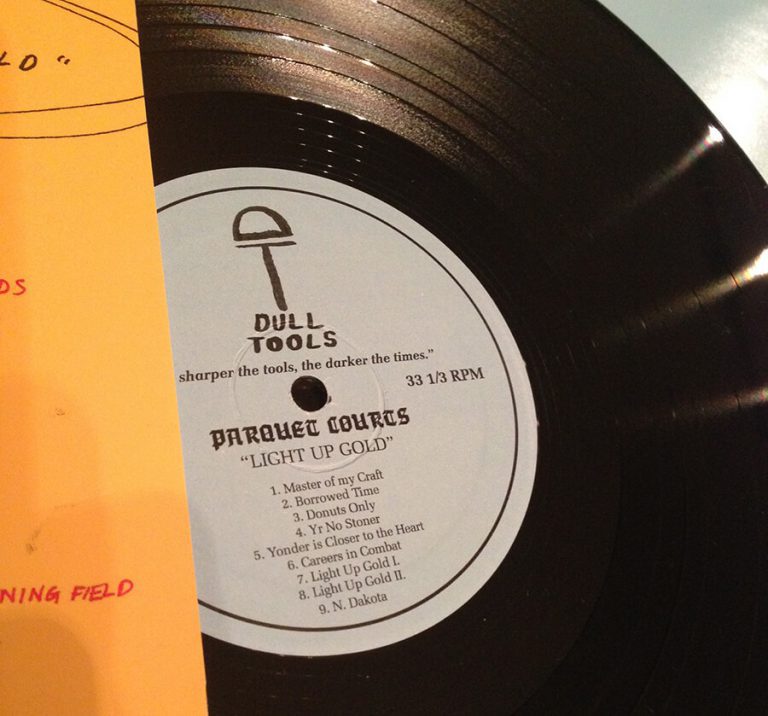 LD"
DS
NING FIELD
DT
DULL
TOOLS
sharper the tools, the darker the times."
33 1/3 RPM
PARQUET COURTS
"LIGHT UP GOLD"
1. Master of my Craft
2. Borrowed Time
3. Donuts Only
4. Yr No Stoner
5. Yonder is Closer to the Heart
6. Careers in Combat
7. Light Up Gold I.
8. Light Up Gold II.
9. N. Dakota